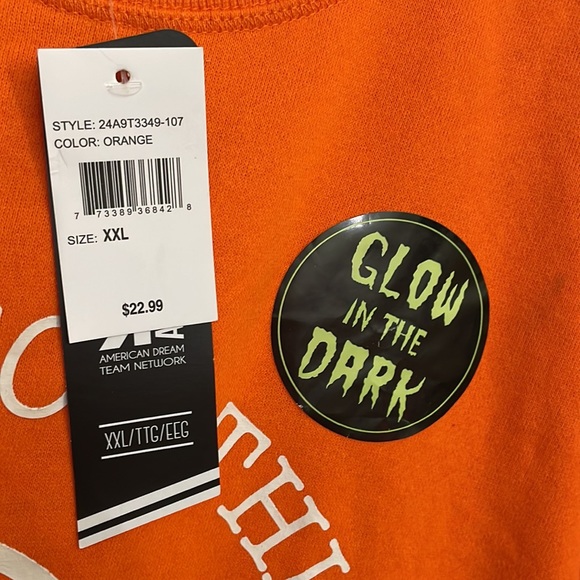 STYLE: 24A9T3349-107
COLOR: ORANGE
7 73389 36842 8
SIZE: XXL
$22.99
AMERICAN DREAM
TEAM NETWORK
XXL/TTG/EEG
GLOW
IN THE
DARK